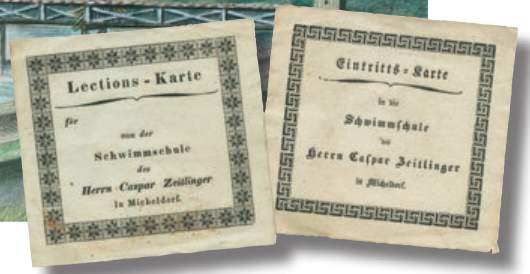 Lections - Karte
für
von der
Schwimmschule
des
Herrn Caspar Zeitlinger
in Micheldorf.
Eintritts - Karte
in die
Schwimmschule
des
Herrn Caspar Zeitlinger
in Micheldorf.